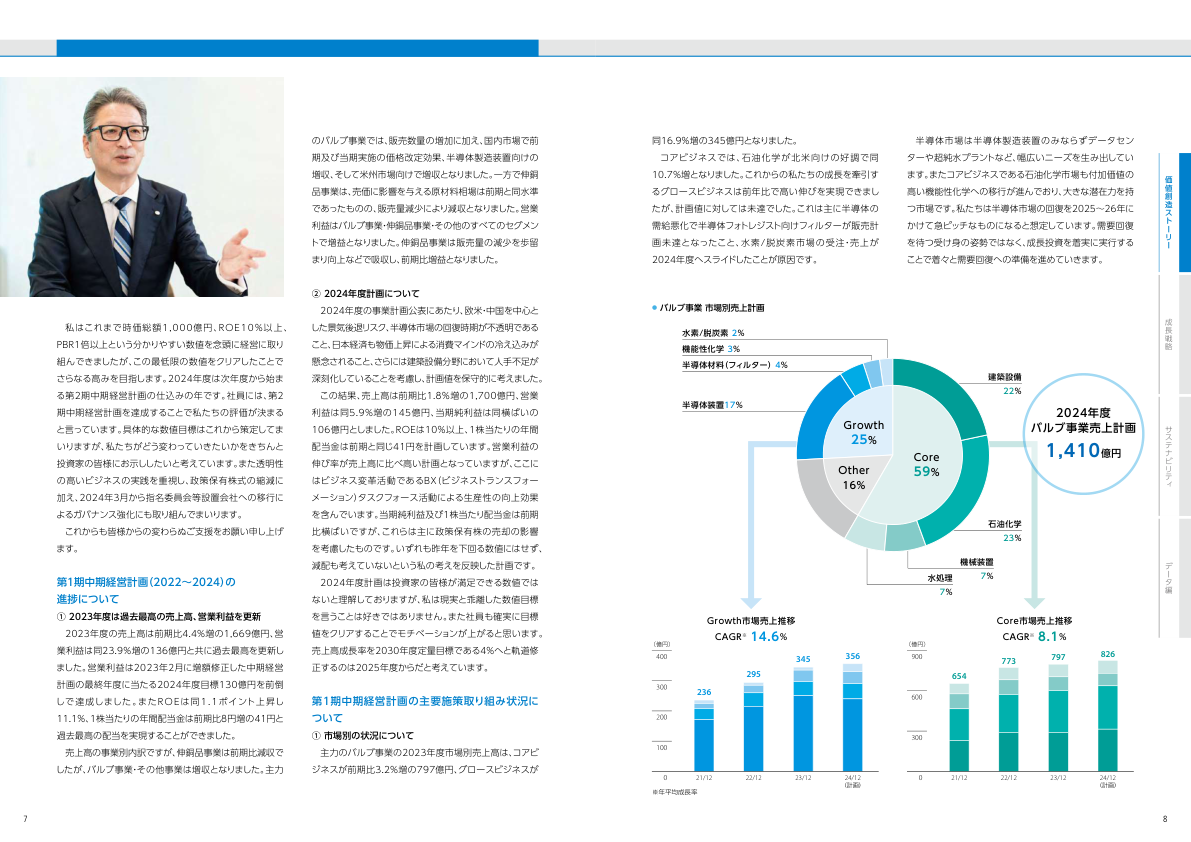 私はこれまで時価総額1,000億円、ROE10％以上、
PBR1倍以上という分かりやすい数値を念頭に経営に取り
組んできましたが、この最低限の数値をクリアしたことで
さらなる高みを目指します。2024年度は次年度から始ま
る第2期中期経営計画の仕込みの年です。社員には、第2
期中期経営計画を達成することで私たちの評価が決まる
と言っています。具体的な数値目標はこれから策定してま
いりますが、私たちがどう変わっていきたいかをきちんと
投資家の皆様にお示ししたいと考えています。また透明性
の高いビジネスの実践を重視し、政策保有株式の縮減に
加え、2024年3月から指名委員会等設置会社への移行に
よるガバナンス強化にも取り組んでまいります。
これからも皆様からの変わらぬご支援をお願い申し上げ
ます。
第1期中期経営計画（2022～2024）の
進捗について
① 2023年度は過去最高の売上高、営業利益を更新
2023年度の売上高は前期比4.4%増の1,669億円、営
業利益は同23.9%増の136億円と共に過去最高を更新し
ました。営業利益は2023年2月に増額修正した中期経営
計画の最終年度に当たる2024年度目標130億円を前倒
しで達成しました。またROEは同1.1ポイント上昇し
11.1%、1株当たりの年間配当金は前期比8円増の41円と
過去最高の配当を実現することができました。
売上高の事業別内訳ですが、伸銅品事業は前期比減収で
したが、バルブ事業・その他事業は増収となりました。主力
のバルブ事業では、販売数量の増加に加え、国内市場で前
期及び当期実施の価格改定効果、半導体製造装置向けの
増収、そして米州市場向けで増収となりました。一方で伸銅
品事業は、売価に影響を与える原材料相場は前期と同水準
であったものの、販売量減少により減収となりました。営業
利益はバルブ事業・伸銅品事業・その他のすべてのセグメン
トで増益となりました。伸銅品事業は販売量の減少を歩留
まり向上などで吸収し、前期比増益となりました。
② 2024年度計画について
2024年度の事業計画公表にあたり、欧米・中国を中心と
した景気後退リスク、半導体市場の回復時期が不透明である
こと、日本経済も物価上昇による消費マインドの冷え込みが
懸念されること、さらには建築設備分野において人手不足が
深刻化していることを考慮し、計画値を保守的に考えました。
この結果、売上高は前期比1.8%増の1,700億円、営業
利益は同5.9%増の145億円、当期純利益は同横ばいの
106億円としました。ROEは10%以上、1株当たりの年間
配当金は前期と同じ41円を計画しています。営業利益の
伸び率が売上高に比べ高い計画となっていますが、ここに
はビジネス変革活動であるBX（ビジネストランスフォー
メーション）タスクフォース活動による生産性の向上効果
を含んでいます。当期純利益及び1株当たり配当金は前期
比横ばいですが、これらは主に政策保有株の売却の影響
を考慮したものです。いずれも昨年を下回る数値にはせず、
減配も考えていないという私の考えを反映した計画です。
2024年度計画は投資家の皆様が満足できる数値では
ないと理解しておりますが、私は現実と乖離した数値目標
を言うことは好きではありません。また社員も確実に目標
値をクリアすることでモチベーションが上がると思います。
売上高成長率を2030年度定量目標である4%へと軌道修
正するのは2025年度からだと考えています。
第1期中期経営計画の主要施策取り組み状況に
ついて
① 市場別の状況について
主力のバルブ事業の2023年度市場別売上高は、コアビ
ジネスが前期比3.2%増の797億円、グロースビジネスが
7
同16.9%増の345億円となりました。
コアビジネスでは、石油化学が北米向けの好調で同
10.7%増となりました。これからの私たちの成長を牽引す
るグロースビジネスは前年比で高い伸びを実現できまし
たが、計画値に対しては未達でした。これは主に半導体の
需給悪化で半導体フォトレジスト向けフィルターが販売計
画未達となったこと、水素/脱炭素市場の受注・売上が
2024年度へスライドしたことが原因です。
半導体市場は半導体製造装置のみならずデータセン
ターや超純水プラントなど、幅広いニーズを生み出してい
ます。またコアビジネスである石油化学市場も付加価値の
高い機能性化学への移行が進んでおり、大きな潜在力を持
つ市場です。私たちは半導体市場の回復を2025～26年に
かけて急ピッチなものになると想定しています。需要回復
を待つ受け身の姿勢ではなく、成長投資を着実に実行する
ことで着々と需要回復への準備を進めていきます。
バルブ事業 市場別売上計画
水素/脱炭素 2%
機能性化学 3%
半導体材料（フィルター） 4%
半導体装置17%
建築設備
22%
石油化学
23%
機械装置
7%
水処理
7%
Growth
25%
Other
16%
Core
59%
2024年度
バルブ事業売上計画
1,410億円
Growth市場売上推移
CAGR※ 14.6%
（億円）
400
300
200
100
0
236
295
345
356
21/12
22/12
23/12
24/12
（計画）
※年平均成長率
Core市場売上推移
CAGR※ 8.1%
（億円）
900
600
300
0
654
773
797
826
21/12
22/12
23/12
24/12
（計画）
価値創造ストーリー
成長戦略
サステナビリティ
データ編
8